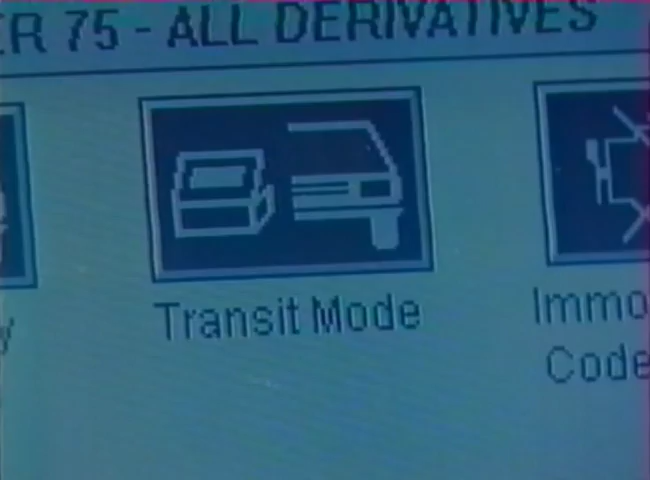 ER 75 - ALL DERIVATIVES
y
Transit Mode
Immo
Code